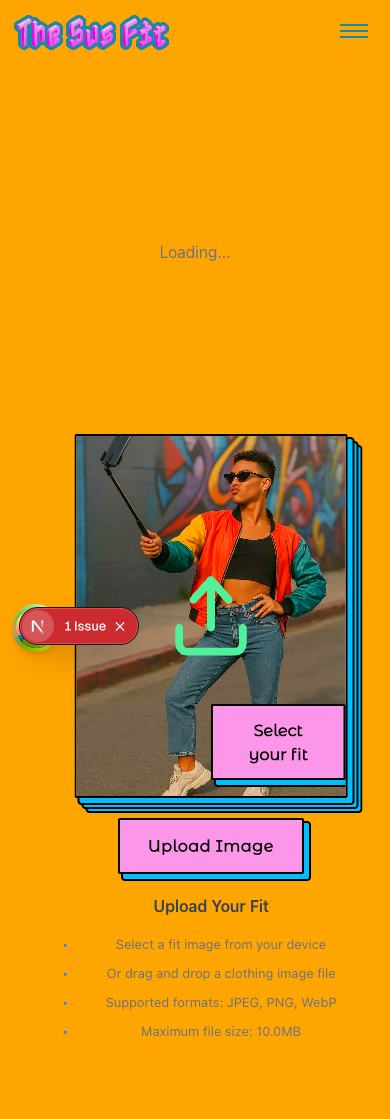 The Sus Fit
Loading...
N
1 Issue
Select
your fit
Upload Image
Upload Your Fit
Select a fit image from your device
Or drag and drop a clothing image file
Supported formats: JPEG, PNG, WebP
Maximum file size: 10.0MB